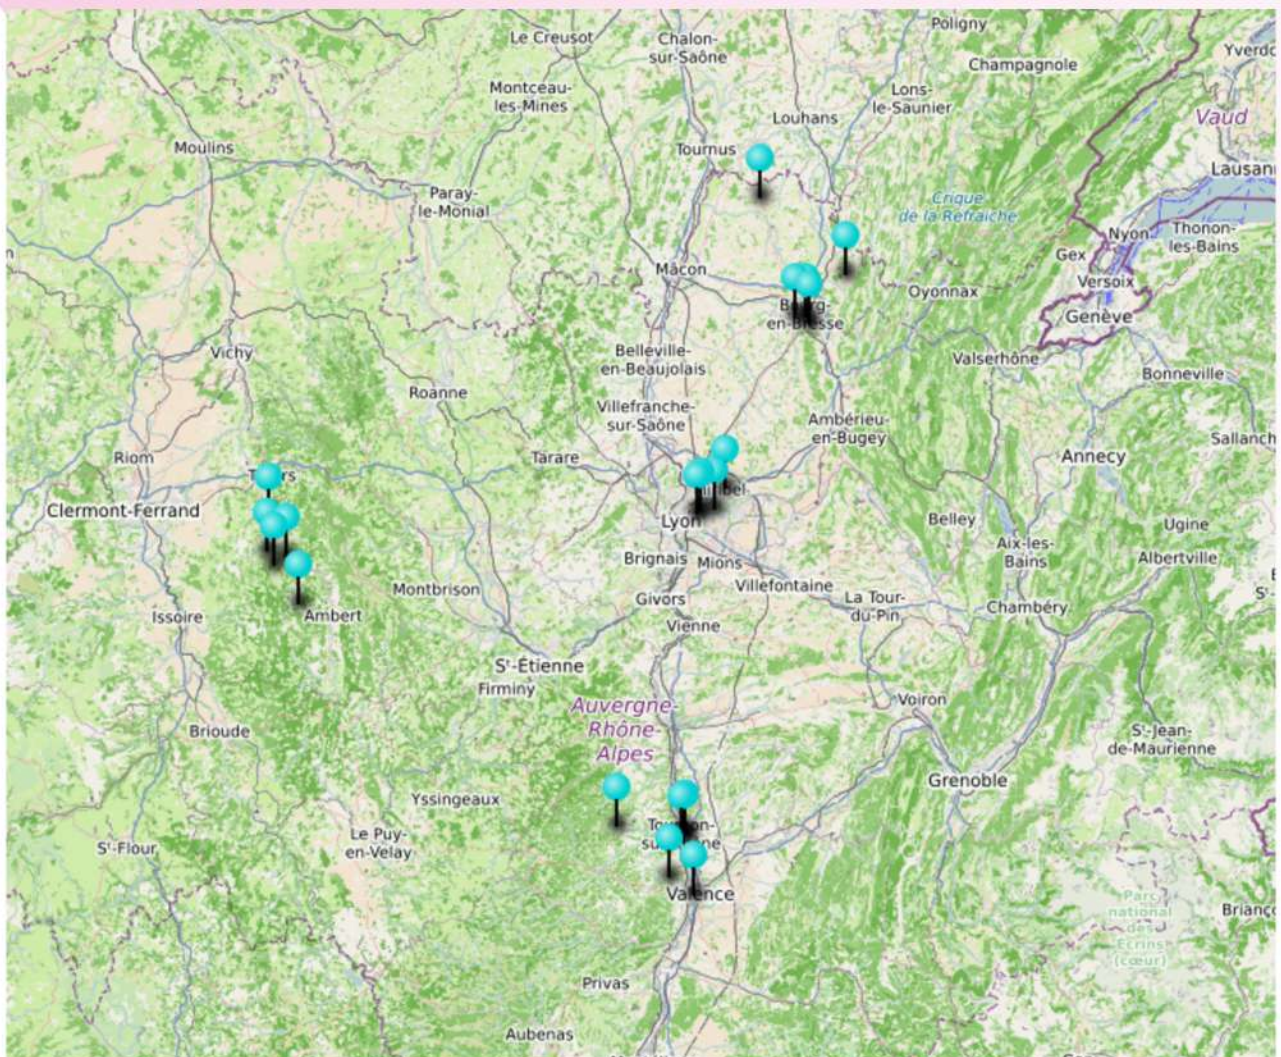 Poligny
Le Creusot
Chalon-
sur-Saône
Champagnole
Montceau-
les-Mines
Lons-
le-Saunier
Louhans
Vaud
Moulins
Tournus
Lausan
Paray-
le-Monial
Crique
de la Refraîche
Nyon
Thonon-
les-Bains
Gex
Mâcon
Versoix
Oyonnax
en-Bresse
Genève
Vichy
Belleville-
en-Beaujolais
Valserhône
Bonneville
Roanne
Villefranche-
sur-Saône
Ambérieu-
en-Bugey
Sallanch
Riom
Tarare
Annecy
Clermont-Ferrand
Lyon
Belley
Ugine
Aix-les-
Bains
Brignais
Mions
Albertville
Villefontaine
Montbrison
Givors
La Tour-
du-Pin
Chambéry
Issoire
Ambert
Vienne
St-Étienne
Firminy
Auvergne-
Rhône-
Alpes
Voiron
Brioude
St-Jean-
de-Maurienne
Grenoble
Yssingeaux
Le Puy-
en-Velay
St-Flour
Valence
Parc
national
des
Écrins
(cœur)
Brianç
Privas
Aubenas